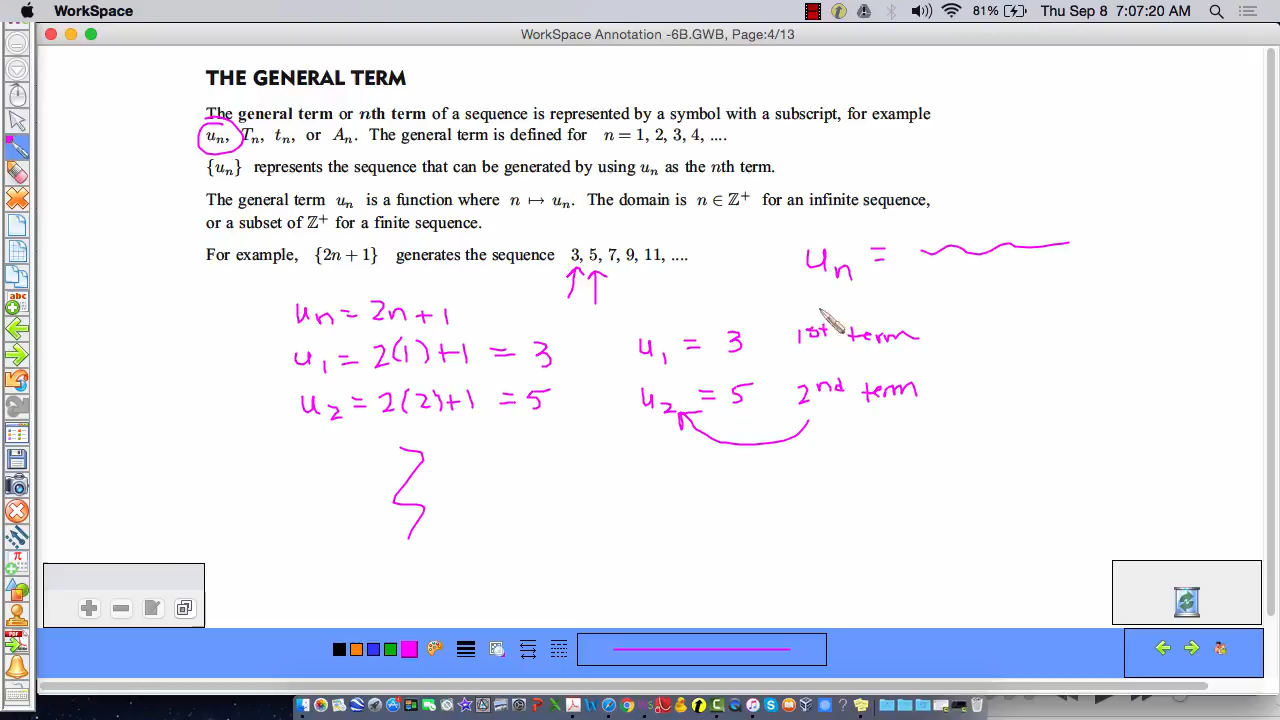 WorkSpace
81%
Thu Sep 8 7:07:20 AM
WorkSpace Annotation -6B.GWB, Page:4/13
THE GENERAL TERM
The general term or nth term of a sequence is represented by a symbol with a subscript, for example
uₙ, Tₙ, tₙ, or Aₙ. The general term is defined for n = 1, 2, 3, 4, ....
{uₙ} represents the sequence that can be generated by using uₙ as the nth term.
The general term uₙ is a function where n ↦ uₙ. The domain is n ∈ ℤ⁺ for an infinite sequence,
or a subset of ℤ⁺ for a finite sequence.
For example, {2n + 1} generates the sequence 3, 5, 7, 9, 11, ....
uₙ =
uₙ = 2n + 1
u₁ = 2(1) + 1 = 3 u₁ = 3 1st term
u₂ = 2(2) + 1 = 5 u₂ = 5 2nd term
abc
π
PDF